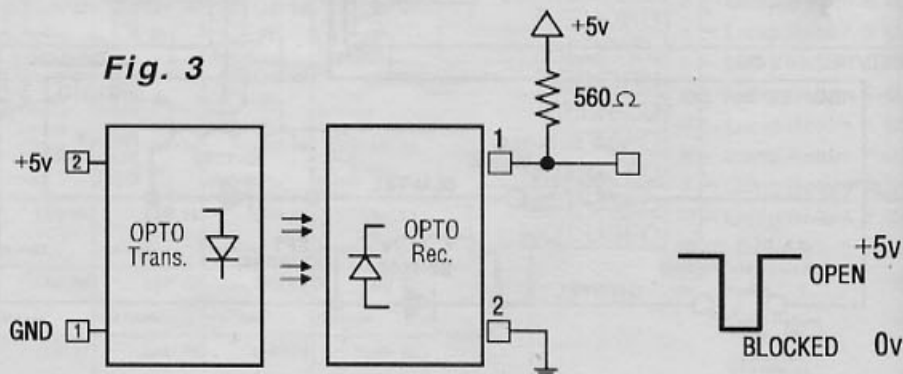 +5v
Fig. 3
560Ω
1
+5v 2
OPTO
Trans.
OPTO
Rec.
+5v
OPEN
2
GND 1
BLOCKED 0v